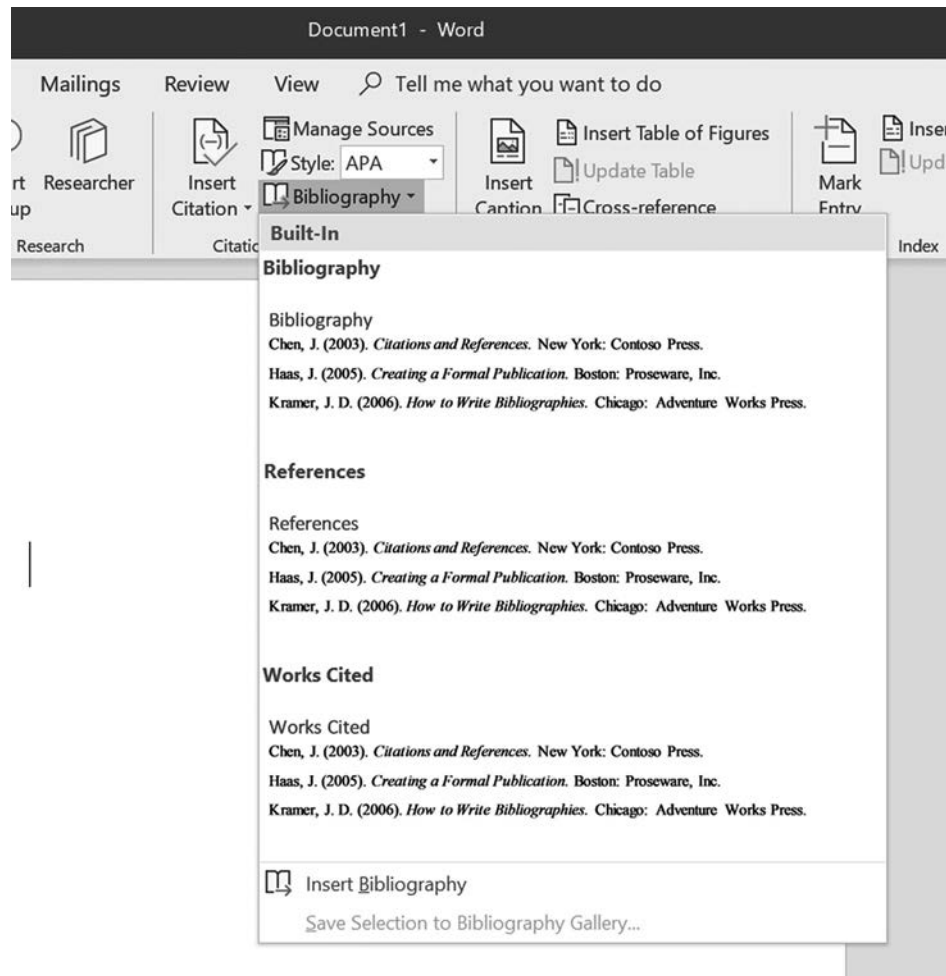 Document1 - Word
Mailings Review View Tell me what you want to do
Researcher
Research
Insert
Citation
Manage Sources
Style: APA
Bibliography
Insert
Caption
Insert Table of Figures
Update Table
Cross-reference
Mark
Entry
Index
Built-In
Bibliography
Bibliography
Chen, J. (2003). Citations and References. New York: Contoso Press.
Haas, J. (2005). Creating a Formal Publication. Boston: Proseware, Inc.
Kramer, J. D. (2006). How to Write Bibliographies. Chicago: Adventure Works Press.
References
References
Chen, J. (2003). Citations and References. New York: Contoso Press.
Haas, J. (2005). Creating a Formal Publication. Boston: Proseware, Inc.
Kramer, J. D. (2006). How to Write Bibliographies. Chicago: Adventure Works Press.
Works Cited
Works Cited
Chen, J. (2003). Citations and References. New York: Contoso Press.
Haas, J. (2005). Creating a Formal Publication. Boston: Proseware, Inc.
Kramer, J. D. (2006). How to Write Bibliographies. Chicago: Adventure Works Press.
Insert Bibliography
Save Selection to Bibliography Gallery...